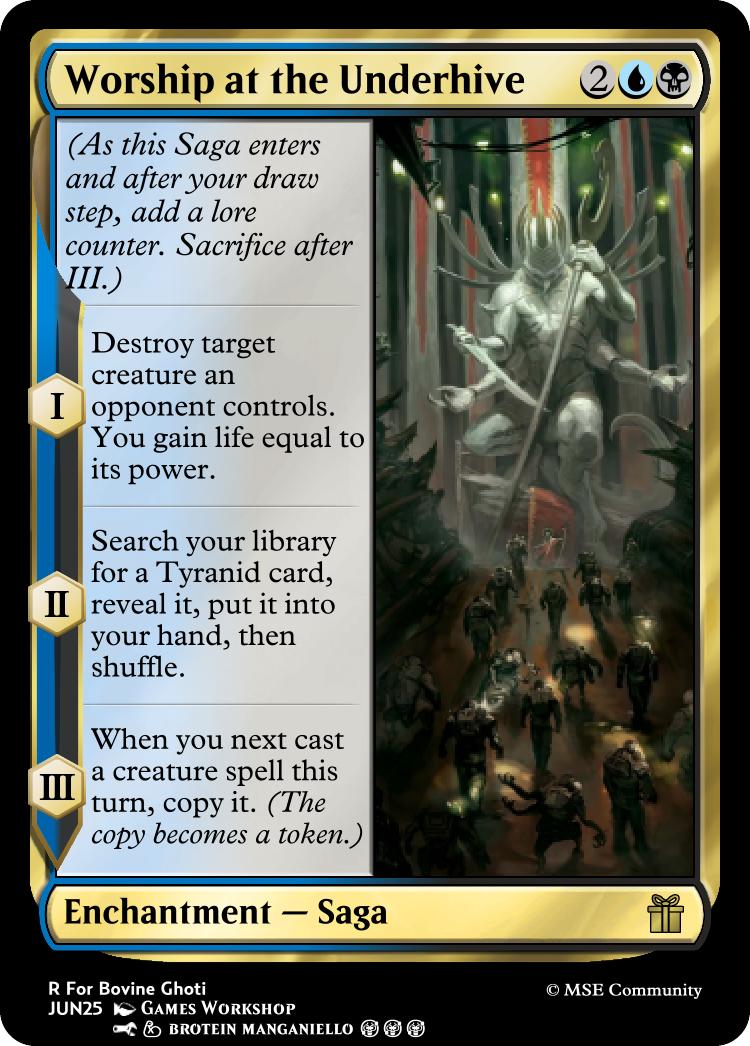 Worship at the Underhive 2
(As this Saga enters
and after your draw
step, add a lore
counter. Sacrifice after
III.)
I
Destroy target
creature an
opponent controls.
You gain life equal to
its power.
II
Search your library
for a Tyranid card,
reveal it, put it into
your hand, then
shuffle.
III
When you next cast
a creature spell this
turn, copy it. (The
copy becomes a token.)
Enchantment — Saga
R For Bovine Ghoti
© MSE Community
JUN25 Games Workshop
BROTEIN MANGANIELLO